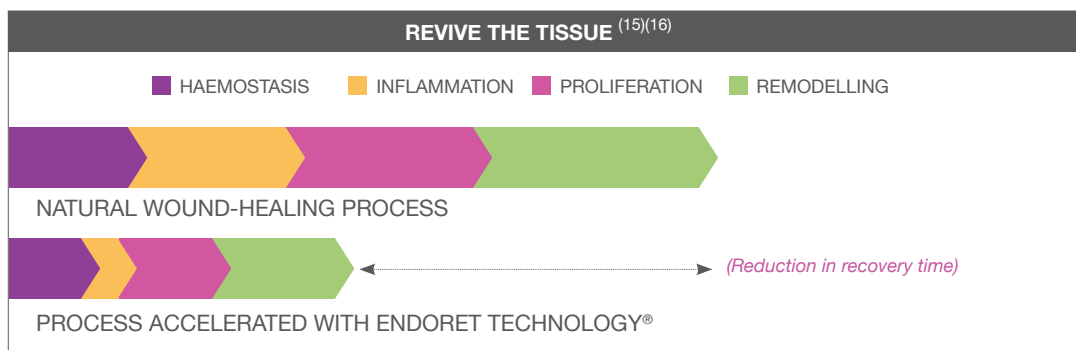 REVIVE THE TISSUE (15)(16)
HAEMOSTASIS INFLAMMATION PROLIFERATION REMODELLING
NATURAL WOUND-HEALING PROCESS
(Reduction in recovery time)
PROCESS ACCELERATED WITH ENDORET TECHNOLOGY®